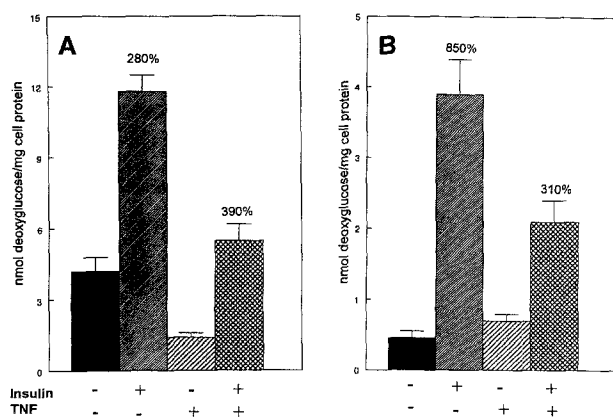 A
B
nmol deoxyglucose/mg cell protein
15
12
9
6
3
0
280%
390%
nmol deoxyglucose/mg cell protein
5
4
3
2
1
0
850%
310%
Insulin - + - + - + - +
TNF - - + + - - + +